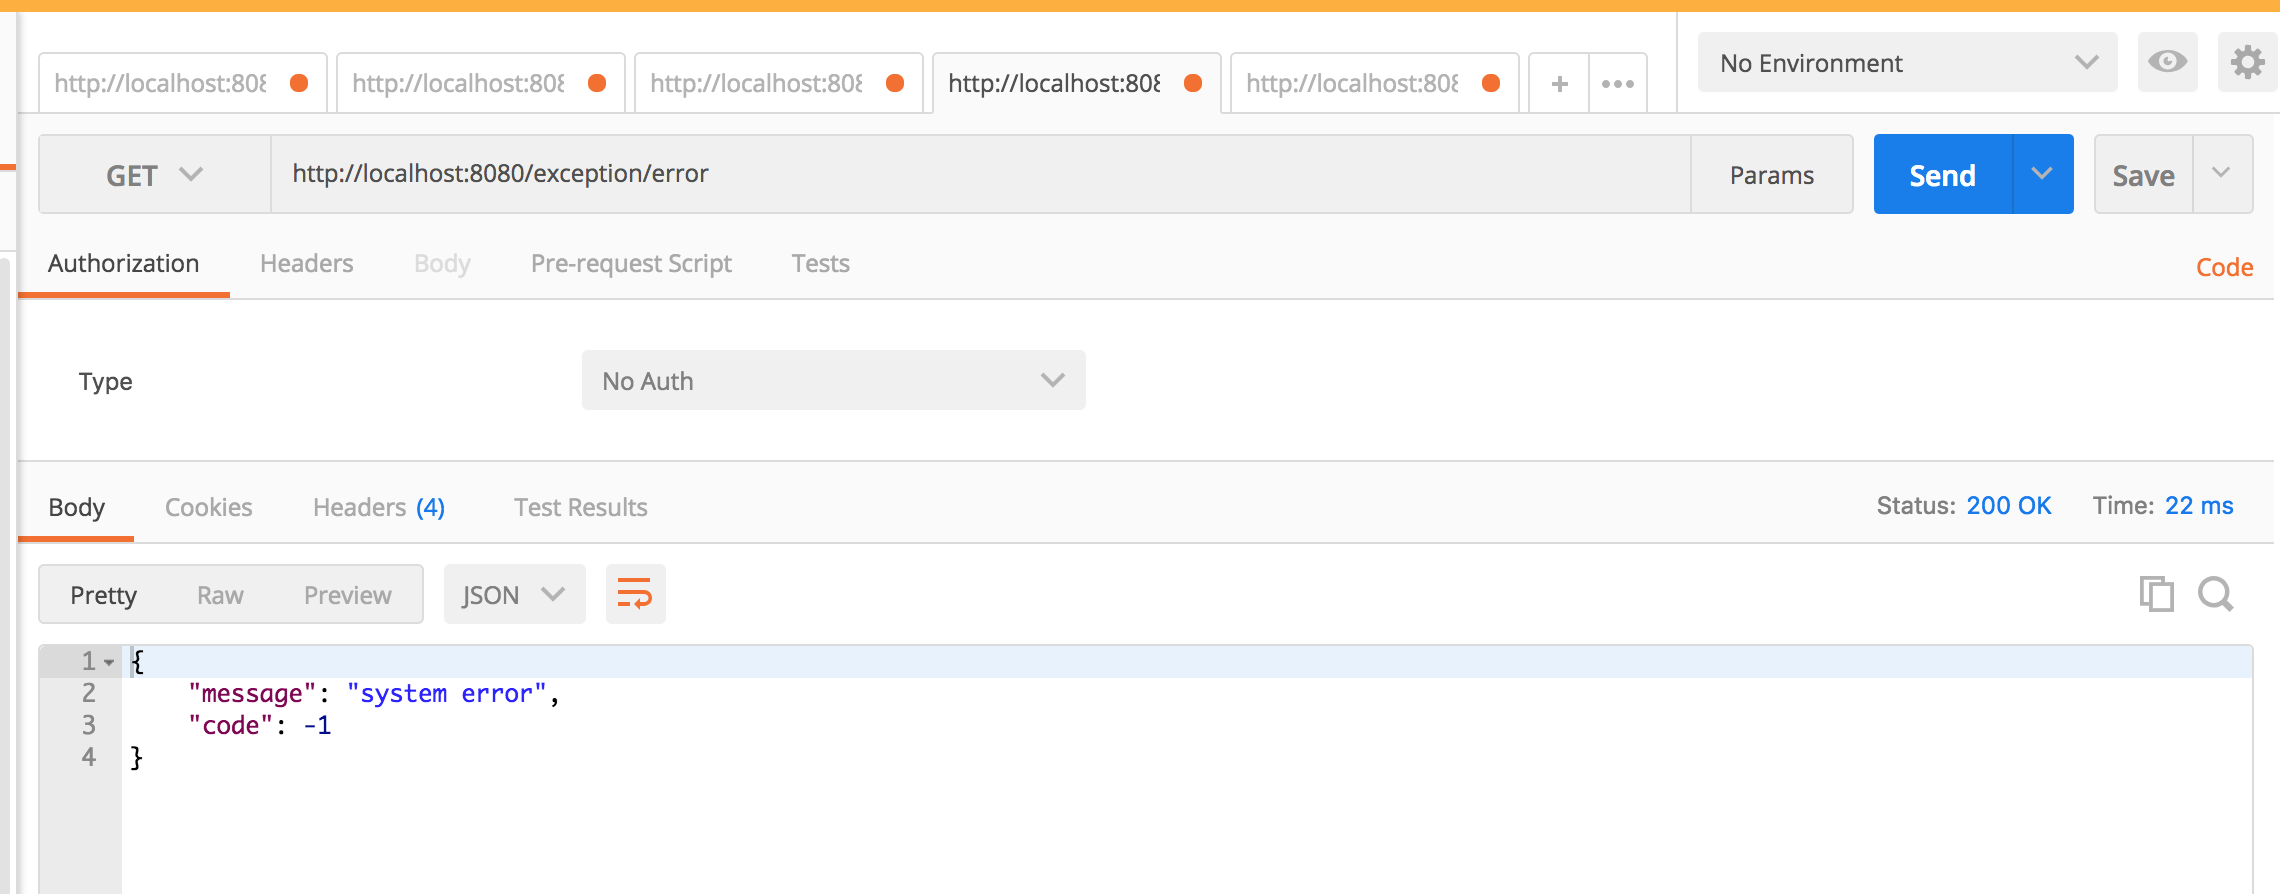 http://localhost:808 http://localhost:808 http://localhost:808 http://localhost:808 http://localhost:808 + ••• No Environment
GET http://localhost:8080/exception/error Params Send Save
Authorization Headers Body Pre-request Script Tests Code
Type No Auth
Body Cookies Headers (4) Test Results Status: 200 OK Time: 22 ms
Pretty Raw Preview JSON
1 {
2 "message": "system error",
3 "code": -1
4 }